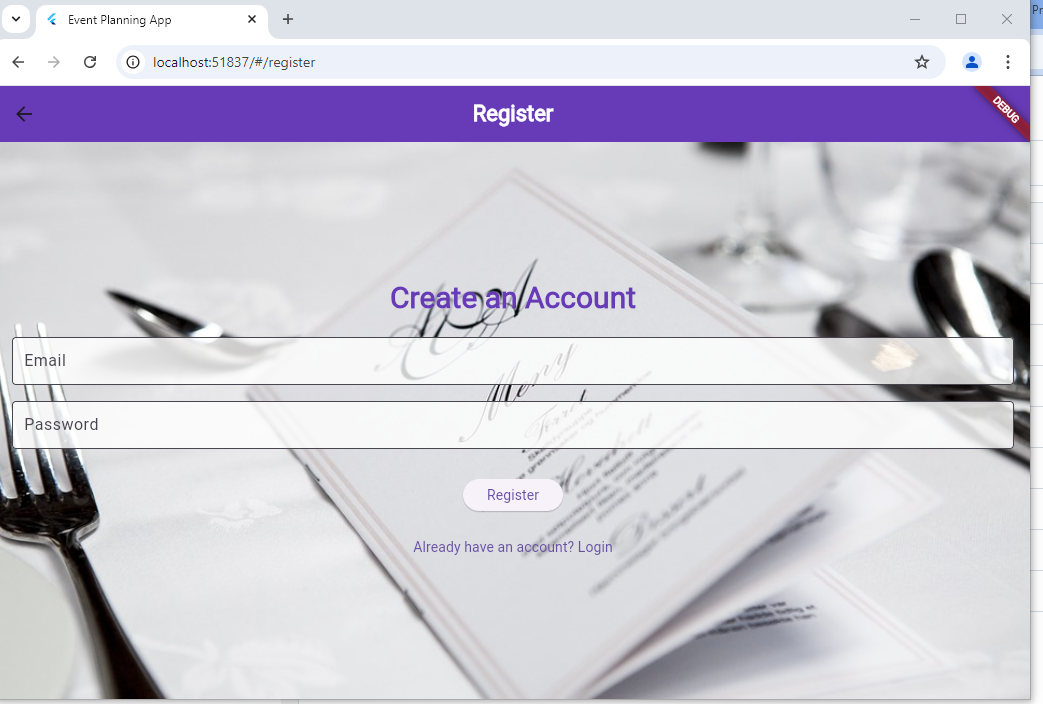 Event Planning App
localhost:51837/#/register
Register
DEBUG
Create an Account
Meny
Email
Password
Register
Already have an account? Login